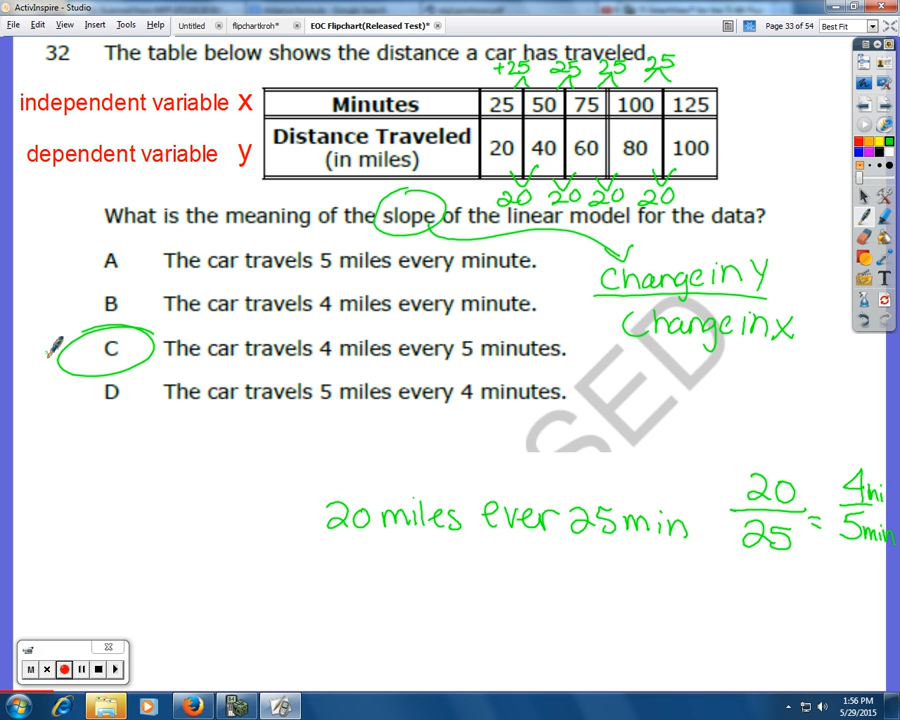 ActivInspire - Studio
File Edit View Insert Tools Help
Untitled flipchartkroh* EOC Flipchart(Released Test)* Page 33 of 54 Best Fit
32 The table below shows the distance a car has traveled.
+25 25 25 25
independent variable x
Minutes 25 50 75 100 125
dependent variable y
Distance Traveled (in miles) 20 40 60 80 100
20 20 20 20
What is the meaning of the slope of the linear model for the data?
A The car travels 5 miles every minute.
change in y
B The car travels 4 miles every minute.
change in x
C The car travels 4 miles every 5 minutes.
D The car travels 5 miles every 4 minutes.
SED
20 miles ever 25 min
20
25
=
4
5 min
M
1:56 PM
5/29/2015